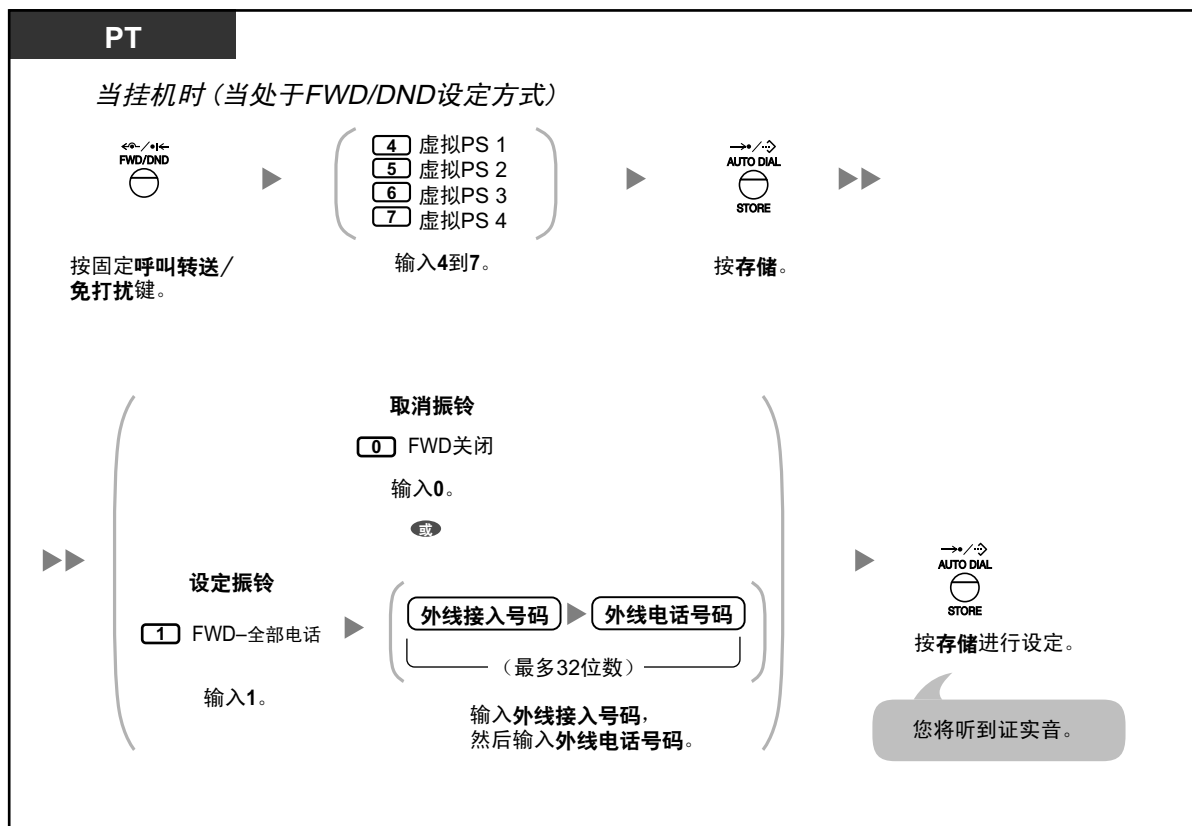 PT
当挂机时（当处于FWD/DND设定方式）
FWD/DND
按固定呼叫转送/
免打扰键。
4 虚拟PS 1
5 虚拟PS 2
6 虚拟PS 3
7 虚拟PS 4
输入4到7。
AUTO DIAL
STORE
按存储。
取消振铃
0 FWD关闭
输入0。
或
设定振铃
1 FWD–全部电话
输入1。
外线接入号码 外线电话号码
（最多32位数）
输入外线接入号码，
然后输入外线电话号码。
AUTO DIAL
STORE
按存储进行设定。
您将听到证实音。